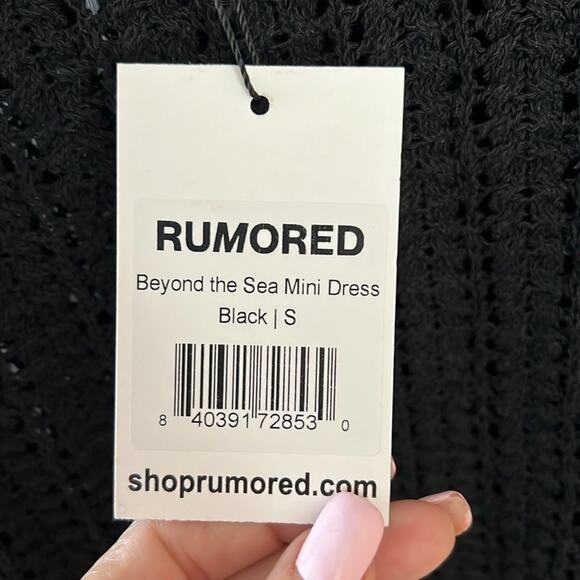 RUMORED
Beyond the Sea Mini Dress
Black | S
8 40391 72853 0
shoprumored.com